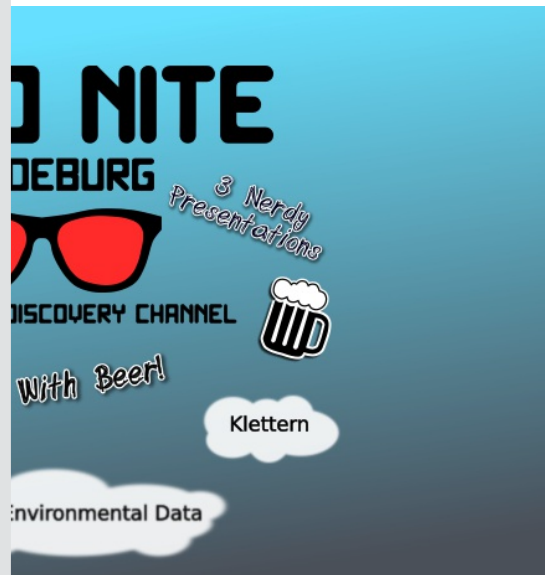 NITE
DEBURG
3 Nerdy
Presentations
DISCOVERY CHANNEL
With Beer!
Klettern
Environmental Data